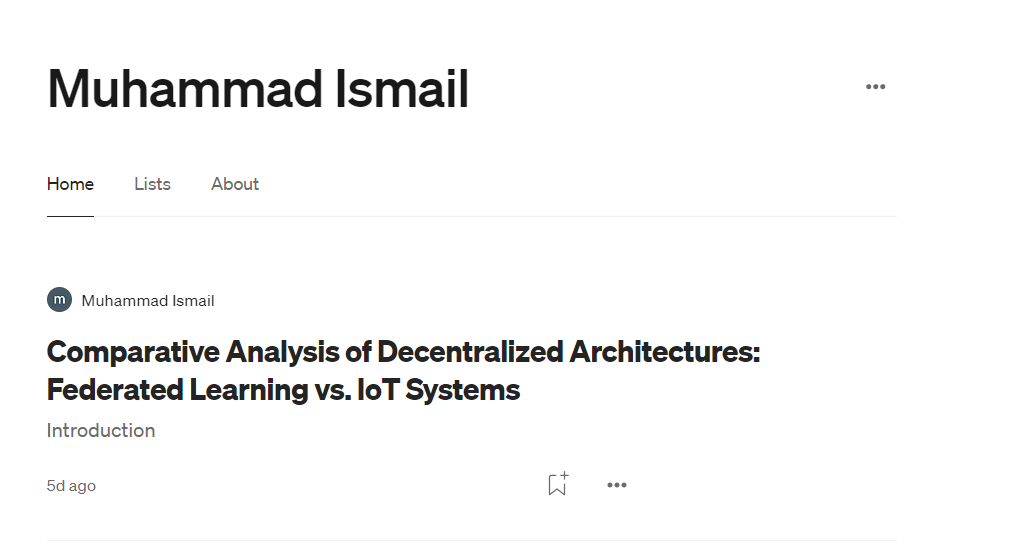 Muhammad Ismail
Home Lists About
m Muhammad Ismail
Comparative Analysis of Decentralized Architectures:
Federated Learning vs. IoT Systems
Introduction
5d ago